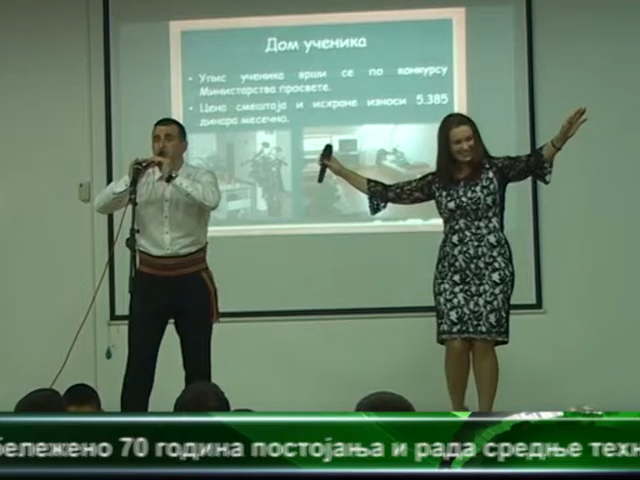 Дом ученика
• Упис ученика врши се по конкурсу
Министарства просвете.
• Цена смештаја и исхране износи 5.385
динара месечно.
бележено 70 година постојања и рада средње техн